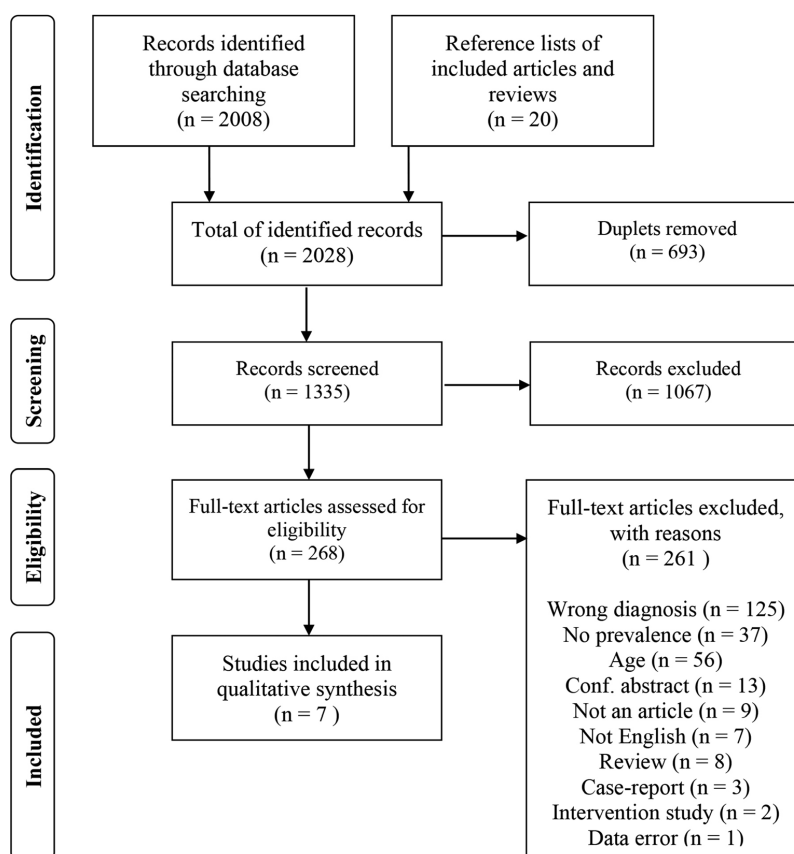 Identification
Records identified
through database
searching
(n = 2008)
Reference lists of
included articles and
reviews
(n = 20)
Total of identified records
(n = 2028)
Duplets removed
(n = 693)
Screening
Records screened
(n = 1335)
Records excluded
(n = 1067)
Eligibility
Full-text articles assessed for
eligibility
(n = 268)
Full-text articles excluded,
with reasons
(n = 261 )
Wrong diagnosis (n = 125)
No prevalence (n = 37)
Age (n = 56)
Conf. abstract (n = 13)
Not an article (n = 9)
Not English (n = 7)
Review (n = 8)
Case-report (n = 3)
Intervention study (n = 2)
Data error (n = 1)
Included
Studies included in
qualitative synthesis
(n = 7 )